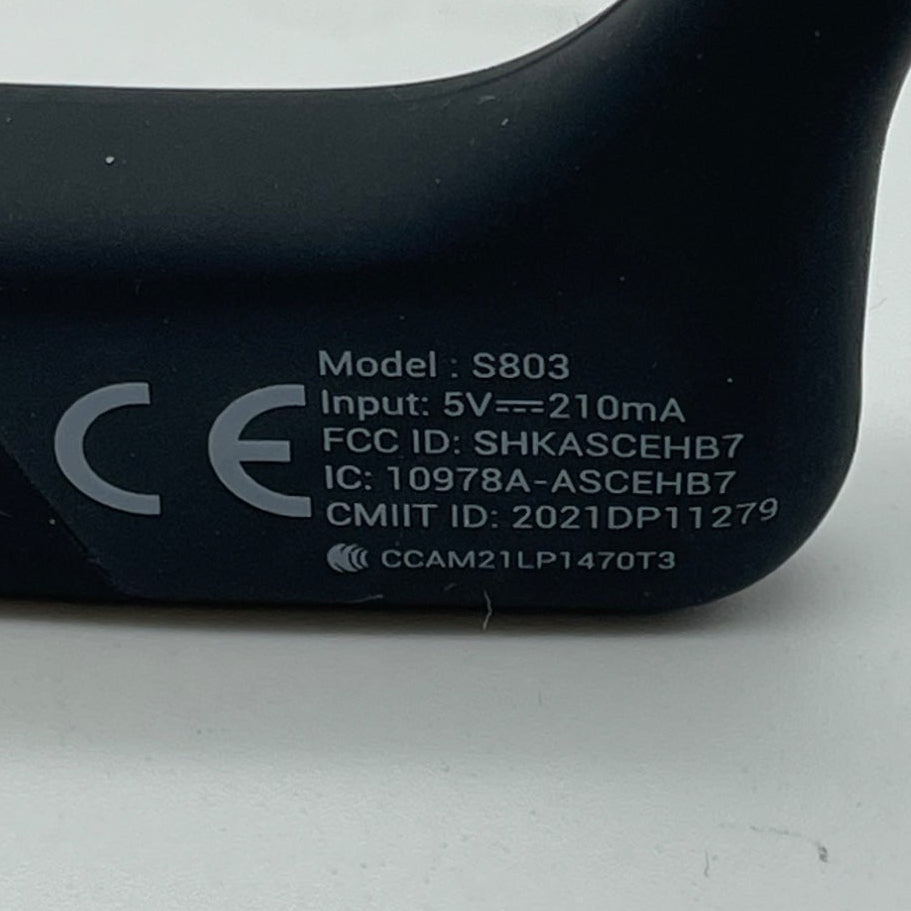 Model : S803
Input: 5V⎓210mA
FCC ID: SHKASCEHB7
IC: 10978A-ASCEHB7
CMIIT ID: 2021DP11279
CCAM21LP1470T3
CE